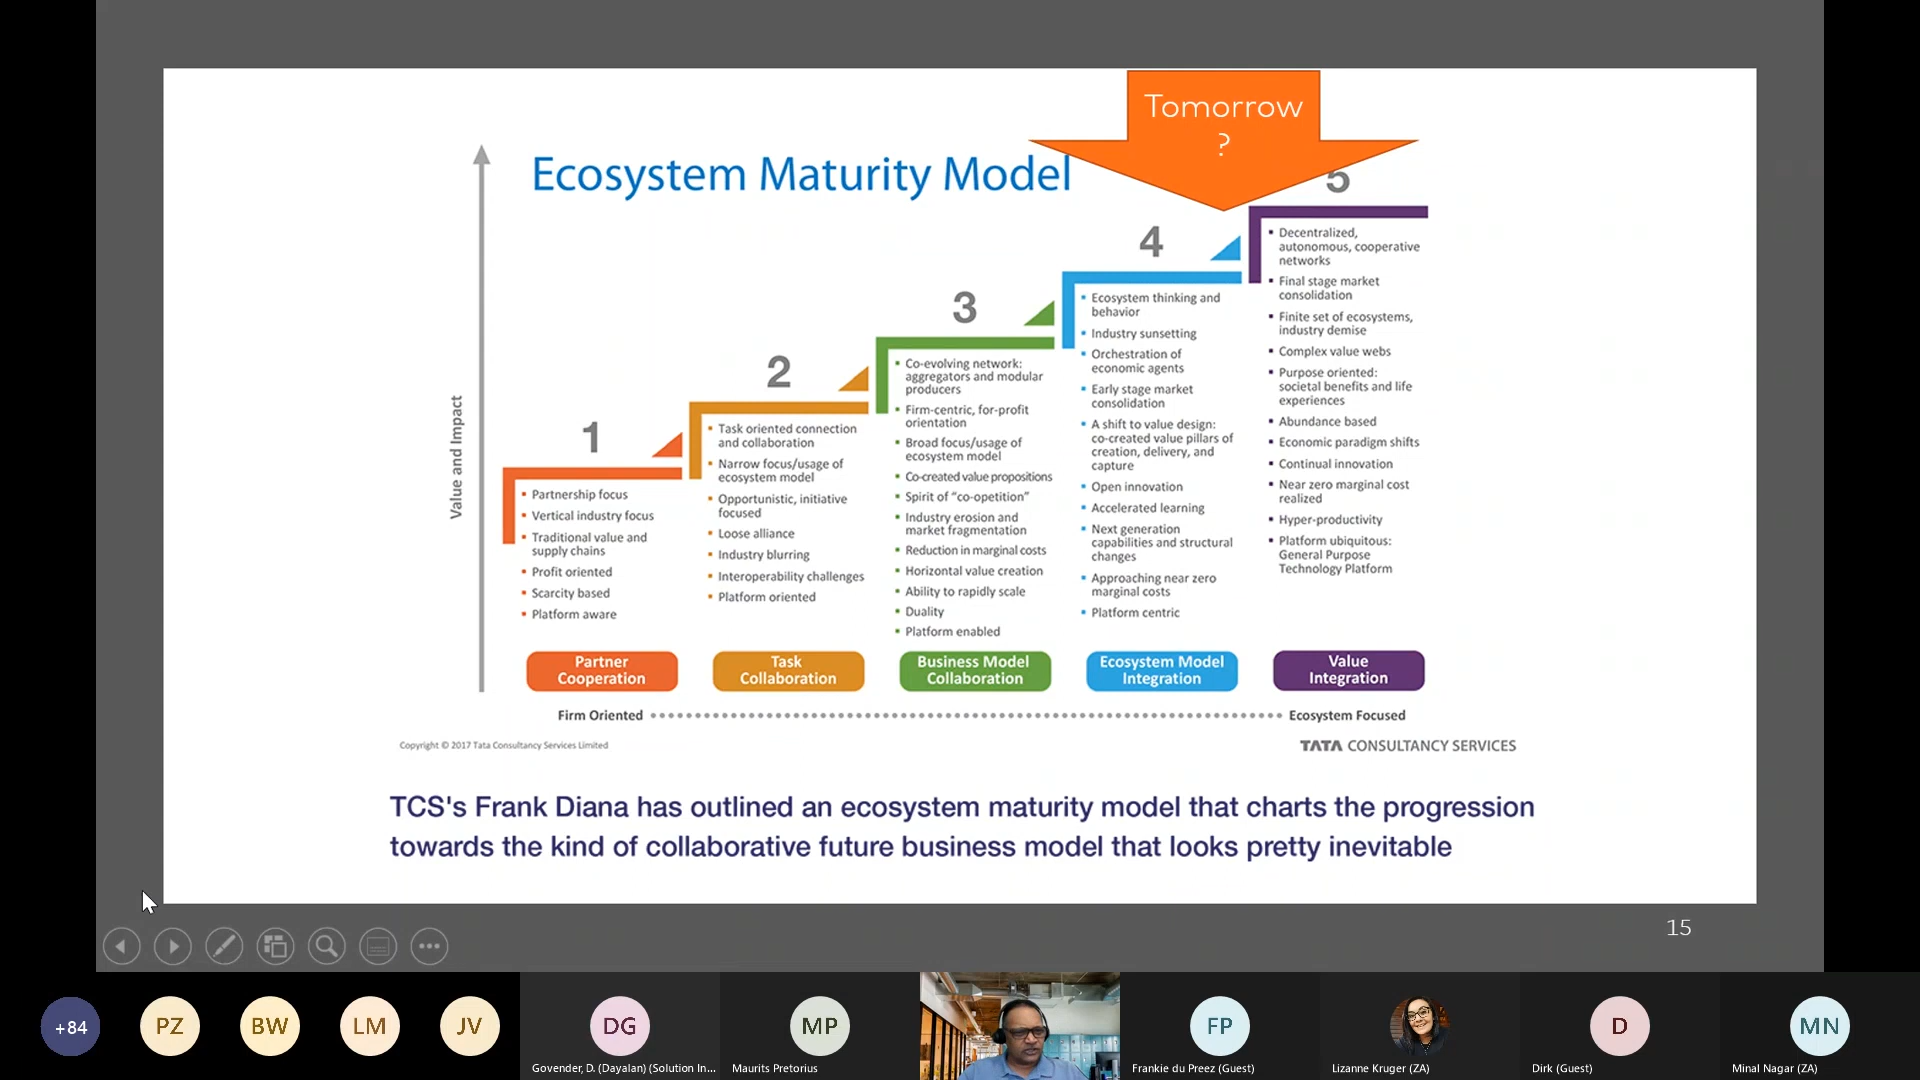 Tomorrow
?
Ecosystem Maturity Model
Value and Impact
1
Partnership focus
Vertical industry focus
Traditional value and
supply chains
Profit oriented
Scarcity based
Platform aware
Partner
Cooperation
2
Task oriented connection
and collaboration
Narrow focus/usage of
ecosystem model
Opportunistic, initiative
focused
Loose alliance
Industry blurring
Interoperability challenges
Platform oriented
Task
Collaboration
3
Co-evolving network:
aggregators and modular
producers
Firm-centric, for-profit
orientation
Broad focus/usage of
ecosystem model
Co-created value propositions
Spirit of “co-opetition”
Industry erosion and
market fragmentation
Reduction in marginal costs
Horizontal value creation
Ability to rapidly scale
Duality
Platform enabled
Business Model
Collaboration
4
Ecosystem thinking and
behavior
Industry sunsetting
Orchestration of
economic agents
Early stage market
consolidation
A shift to value design:
co-created value pillars of
creation, delivery, and
capture
Open innovation
Accelerated learning
Next generation
capabilities and structural
changes
Approaching near zero
marginal costs
Platform centric
Ecosystem Model
Integration
5
Decentralized,
autonomous, cooperative
networks
Final stage market
consolidation
Finite set of ecosystems,
industry demise
Complex value webs
Purpose oriented:
societal benefits and life
experiences
Abundance based
Economic paradigm shifts
Continual innovation
Near zero marginal cost
realized
Hyper-productivity
Platform ubiquitous:
General Purpose
Technology Platform
Value
Integration
Firm Oriented
Ecosystem Focused
Copyright © 2017 Tata Consultancy Services Limited
TATA CONSULTANCY SERVICES
TCS's Frank Diana has outlined an ecosystem maturity model that charts the progression
towards the kind of collaborative future business model that looks pretty inevitable
15
+84
PZ
BW
LM
JV
DG
Govender, D. (Dayalan) (Solution In...
MP
Maurits Pretorius
FP
Frankie du Preez (Guest)
Lizanne Kruger (ZA)
D
Dirk (Guest)
MN
Minal Nagar (ZA)